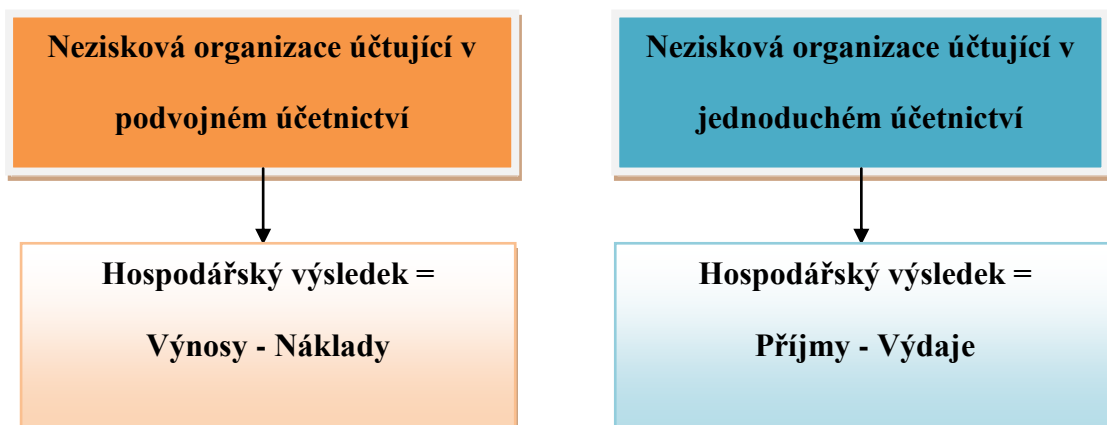 Nezisková organizace účtující v
podvojném účetnictví
Nezisková organizace účtující v
jednoduchém účetnictví
Hospodářský výsledek =
Výnosy - Náklady
Hospodářský výsledek =
Příjmy - Výdaje